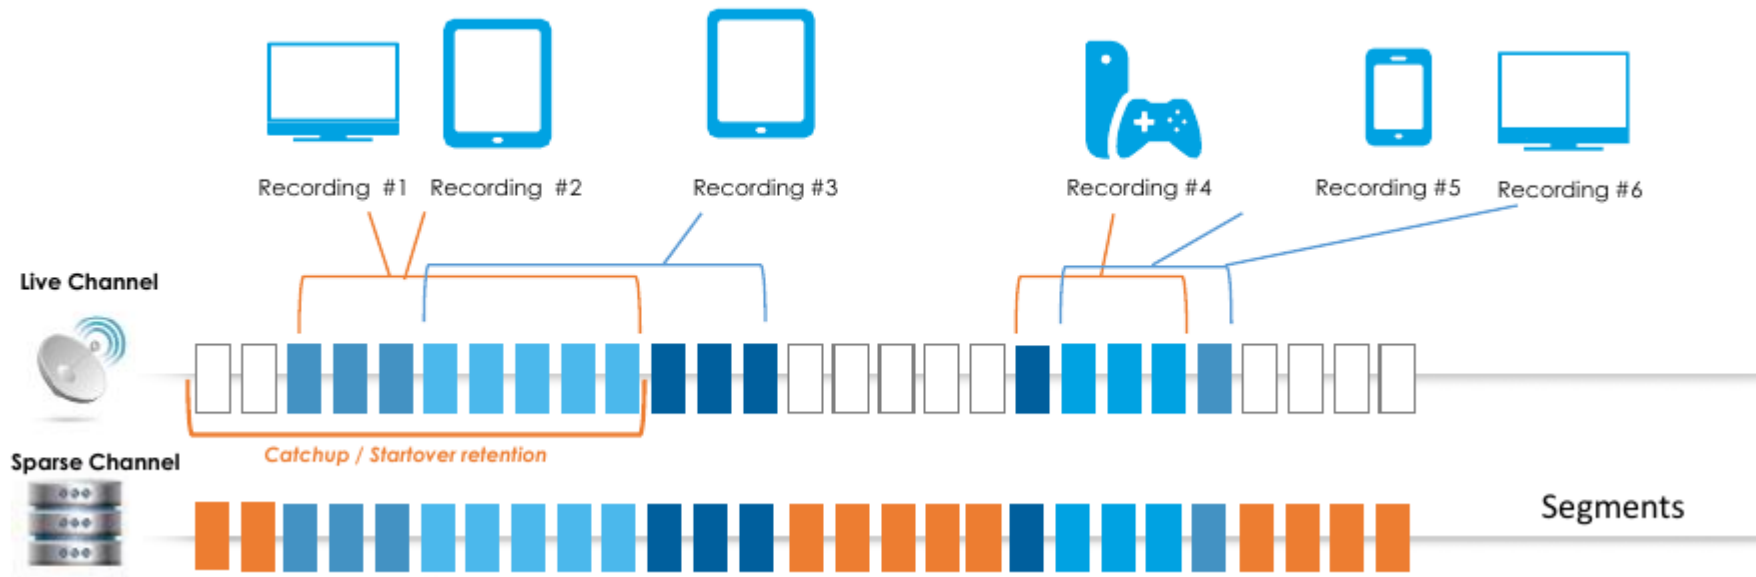 Recording #1
Recording #2
Recording #3
Recording #4
Recording #5
Recording #6
Live Channel
Catchup / Startover retention
Sparse Channel
Segments